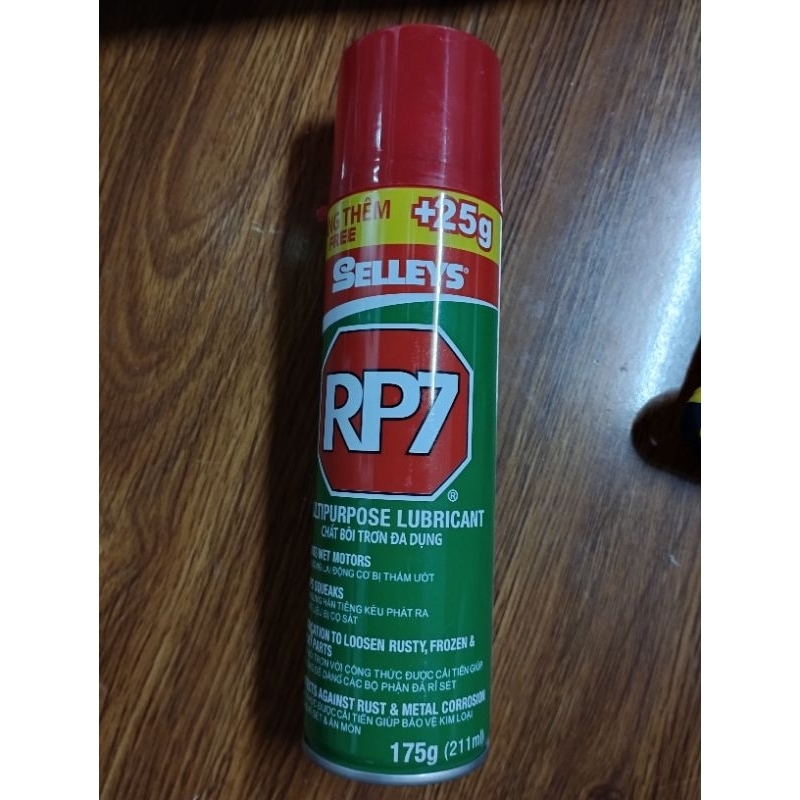 THÊM +25g
FREE
SELLEYS®
RP7®
LUBRICANT
CHẤT BÔI TRƠN ĐA DỤNG
WET MOTORS
ĐỘNG CƠ BỊ THẤM ƯỚT
SQUEAKS
HẲN TIẾNG KÊU PHÁT RA
BỊ CỌ SÁT
TO LOOSEN RUSTY, FROZEN &
PARTS
TRƠN VỚI CÔNG THỨC ĐƯỢC CẢI TIẾN GIÚP
DỄ DÀNG CÁC BỘ PHẬN ĐÃ RỈ SÉT
AGAINST RUST & METAL CORROSION
ĐƯỢC CẢI TIẾN GIÚP BẢO VỆ KIM LOẠI
& ĂN MÒN
175g (211ml)